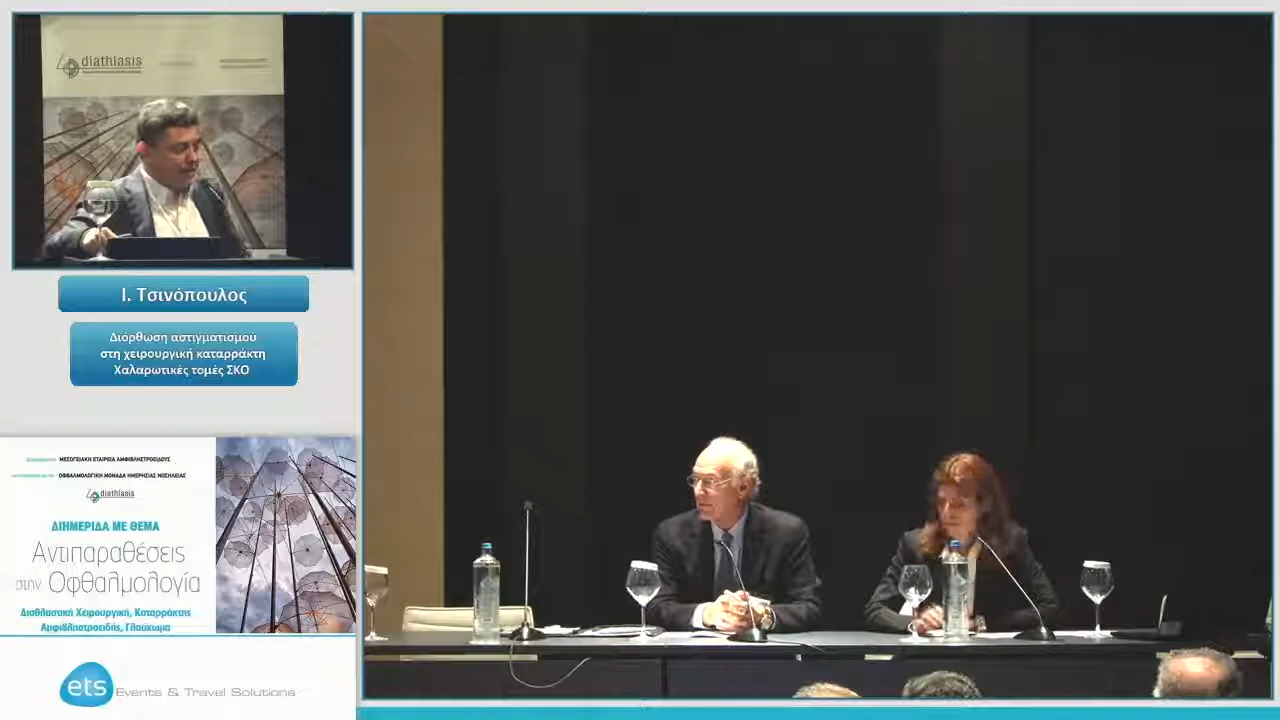 diathlasis
Ι. Τσινόπουλος
Διόρθωση αστιγματισμού
στη χειρουργική καταρράκτη
Χαλαρωτικές τομές ΣΚΟ
ΜΕΣΟΓΕΙΑΚΗ ΕΤΑΙΡΕΙΑ ΑΜΦΙΒΛΗΣΤΡΟΕΙΔΟΥΣ
ΟΦΘΑΛΜΟΛΟΓΙΚΗ ΜΟΝΑΔΑ ΗΜΕΡΗΣΙΑΣ ΝΟΣΗΛΕΙΑΣ
diathlasis
ΔΙΗΜΕΡΙΔΑ ΜΕ ΘΕΜΑ
Αντιπαραθέσεις
στην Οφθαλμολογία
Διαθλαστική Χειρουργική, Καταρράκτης
Αμφιβληστροειδής, Γλαύκωμα
ets Events & Travel Solutions